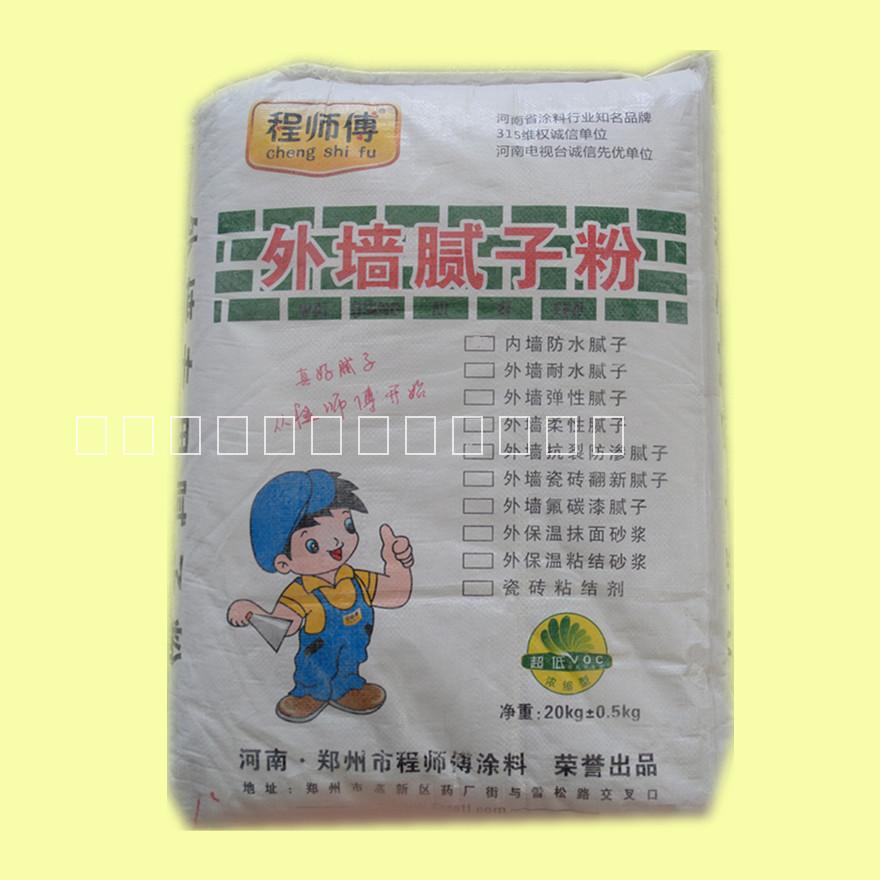 程师傅
cheng shi fu
河南省涂料行业知名品牌
315维权诚信单位
河南电视台诚信先优单位
外墙腻子粉
真好腻子
从程师傅开始
内墙防水腻子
外墙耐水腻子
外墙弹性腻子
外墙柔性腻子
外墙抗裂防渗腻子
外墙瓷砖翻新腻子
外墙氟碳漆腻子
外保温抹面砂浆
外保温粘结砂浆
瓷砖粘结剂
超低VOC
浓缩型
净重:20kg±0.5kg
河南·郑州市程师傅涂料 荣誉出品
地址:郑州市高新区药厂街与雪松路交叉口